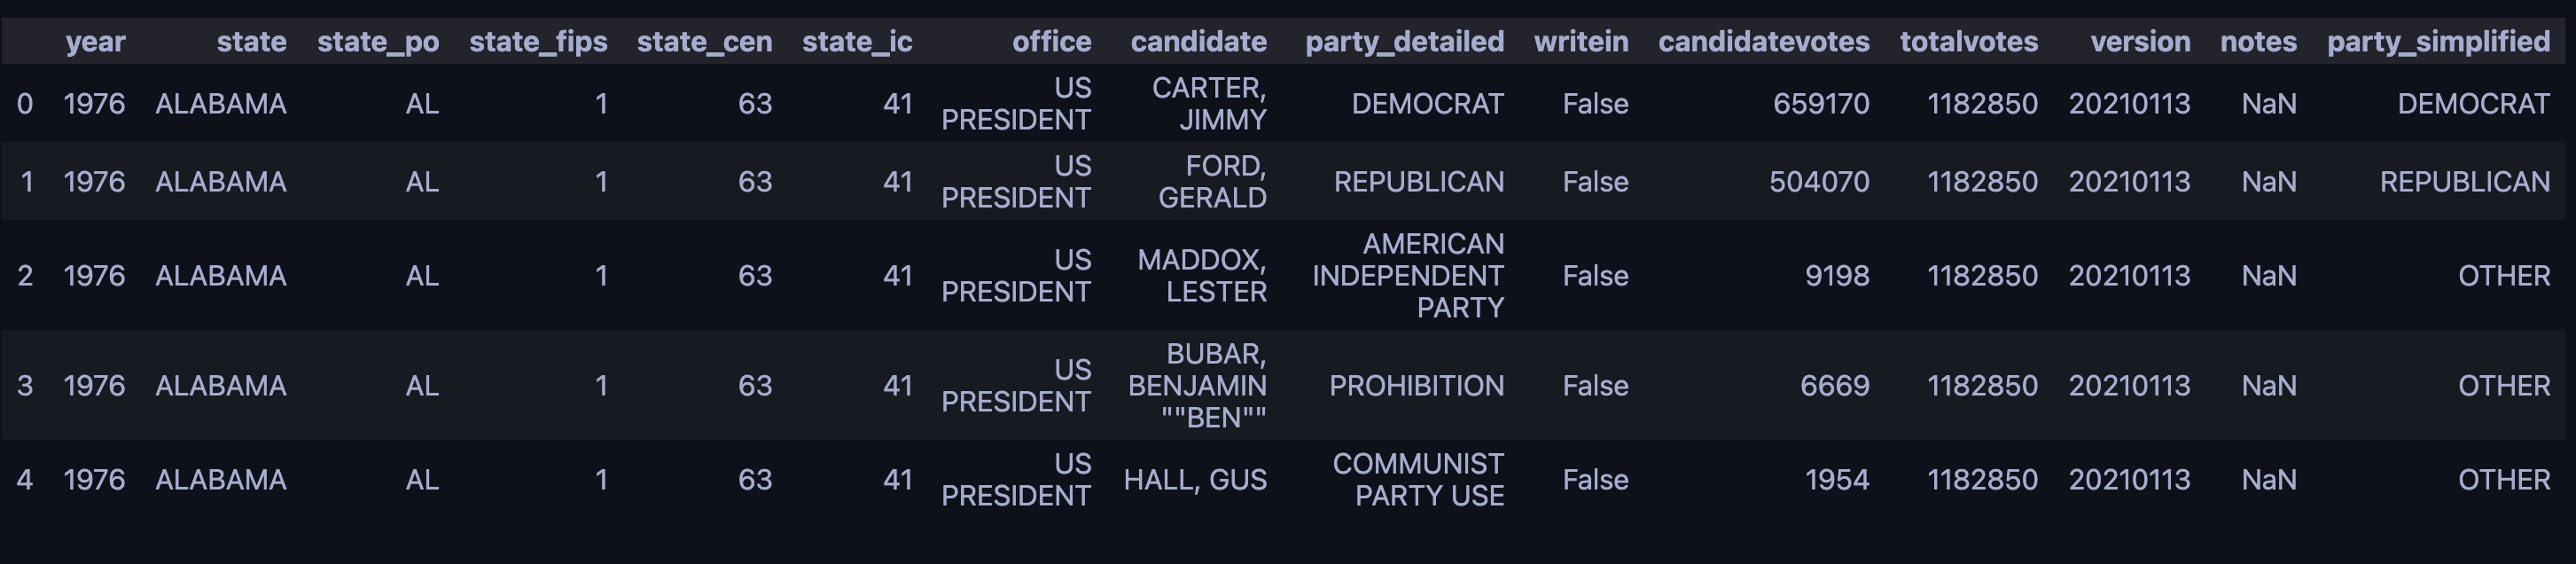 year state state_po state_fips state_cen state_ic office candidate party_detailed writein candidatevotes totalvotes version notes party_simplified
0 1976 ALABAMA AL 1 63 41 US PRESIDENT CARTER, JIMMY DEMOCRAT False 659170 1182850 20210113 NaN DEMOCRAT
1 1976 ALABAMA AL 1 63 41 US PRESIDENT FORD, GERALD REPUBLICAN False 504070 1182850 20210113 NaN REPUBLICAN
2 1976 ALABAMA AL 1 63 41 US PRESIDENT MADDOX, LESTER AMERICAN INDEPENDENT PARTY False 9198 1182850 20210113 NaN OTHER
3 1976 ALABAMA AL 1 63 41 US PRESIDENT BUBAR, BENJAMIN ""BEN"" PROHIBITION False 6669 1182850 20210113 NaN OTHER
4 1976 ALABAMA AL 1 63 41 US PRESIDENT HALL, GUS COMMUNIST PARTY USE False 1954 1182850 20210113 NaN OTHER